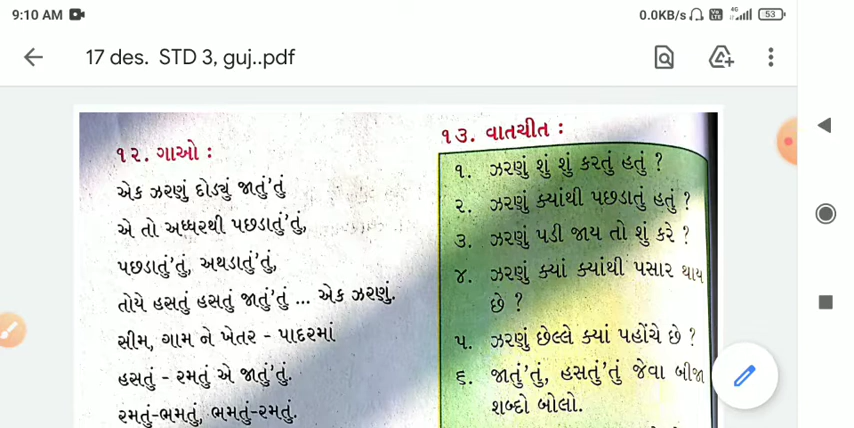 9:10 AM
0.0KB/s
4G
53
17 des. STD 3, guj..pdf
૧૨. ગાઓ :
એક ઝરણું દોડ્યું જાતું'તું
એ તો અધ્ધરથી પછડાતું'તું,
પછડાતું'તું, અથડાતું'તું,
તોયે હસતું હસતું જાતું'તું ... એક ઝરણું.
સીમ, ગામ ને ખેતર - પાદરમાં
હસતું - રમતું એ જાતું'તું.
રમતું-ભમતું, ભમતું-રમતું.
૧૩. વાતચીત :
૧. ઝરણું શું શું કરતું હતું ?
૨. ઝરણું ક્યાંથી પછડાતું હતું ?
૩. ઝરણું પડી જાય તો શું કરે ?
૪. ઝરણું ક્યાં ક્યાંથી પસાર થાય
છે ?
૫. ઝરણું છેલ્લે ક્યાં પહોંચે છે ?
૬. જાતું'તું, હસતું'તું જેવા બીજા
શબ્દો બોલો.